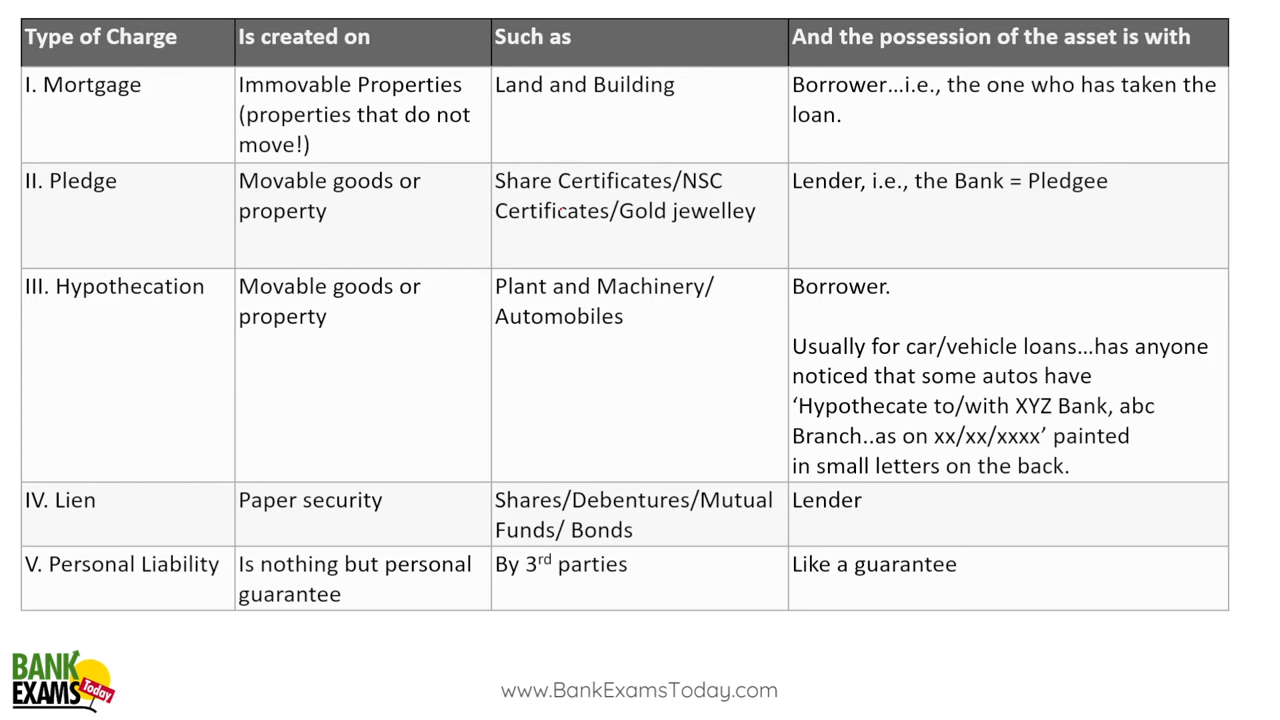 Type of Charge
Is created on
Such as
And the possession of the asset is with
I. Mortgage
Immovable Properties
(properties that do not
move!)
Land and Building
Borrower...i.e., the one who has taken the
loan.
II. Pledge
Movable goods or
property
Share Certificates/NSC
Certificates/Gold jewelley
Lender, i.e., the Bank = Pledgee
III. Hypothecation
Movable goods or
property
Plant and Machinery/
Automobiles
Borrower.
Usually for car/vehicle loans...has anyone
noticed that some autos have
‘Hypothecate to/with XYZ Bank, abc
Branch..as on xx/xx/xxxx’ painted
in small letters on the back.
IV. Lien
Paper security
Shares/Debentures/Mutual
Funds/ Bonds
Lender
V. Personal Liability
Is nothing but personal
guarantee
By 3rd parties
Like a guarantee
BANK
EXAMS
Today
www.BankExamsToday.com